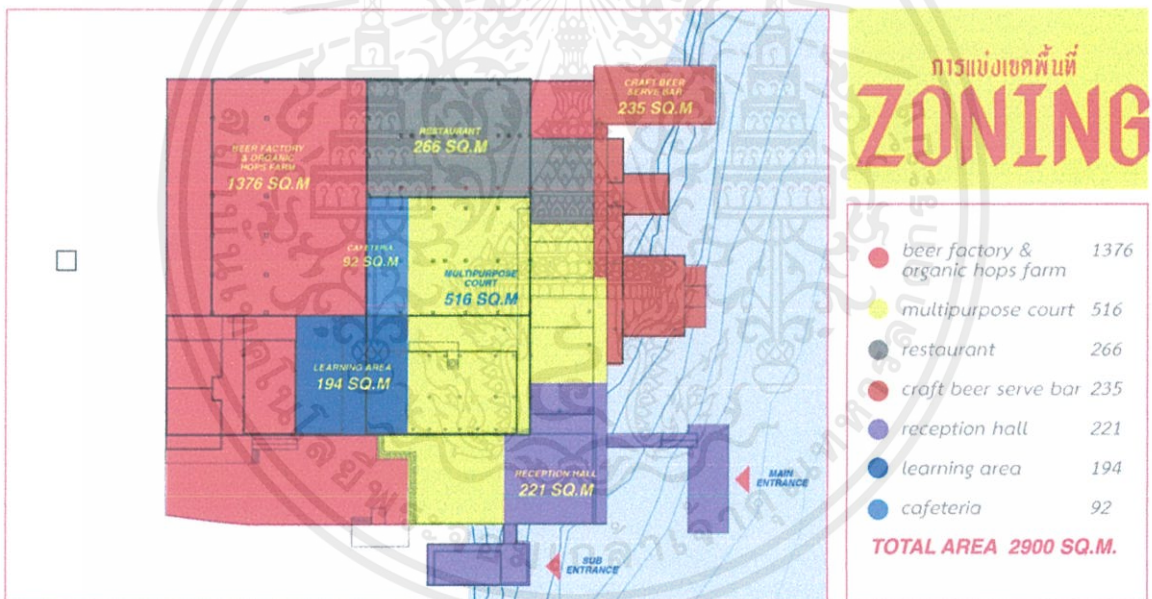 CRAFT BEER
SERVE BAR
235 SQ.M
RESTAURANT
266 SQ.M
BEER FACTORY
& ORGANIC
HOPS FARM
1376 SQ.M
CAFETERIA
92 SQ.M
MULTIPURPOSE
COURT
516 SQ.M
LEARNING AREA
194 SQ.M
RECEPTION HALL
221 SQ.M
MAIN
ENTRANCE
SUB
ENTRANCE
การแบ่งเขตพื้นที่
ZONING
beer factory & 1376
organic hops farm
multipurpose court 516
restaurant 266
craft beer serve bar 235
reception hall 221
learning area 194
cafeteria 92
TOTAL AREA 2900 SQ.M.